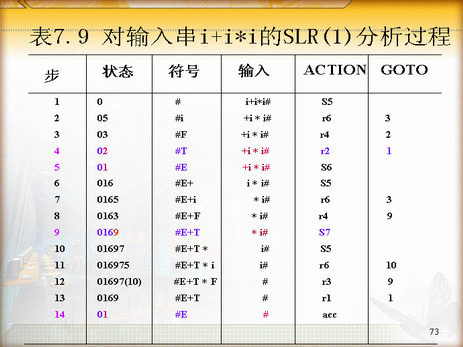 表7.9 对输入串i+i*i的SLR(1)分析过程
步 状态 符号 输入 ACTION GOTO
1 0 # i+i*i# S5
2 05 #i +i*i# r6 3
3 03 #F +i*i# r4 2
4 02 #T +i*i# r2 1
5 01 #E +i*i# S6
6 016 #E+ i*i# S5
7 0165 #E+i *i# r6 3
8 0163 #E+F *i# r4 9
9 0169 #E+T *i# S7
10 01697 #E+T* i# S5
11 016975 #E+T*i i# r6 10
12 01697(10) #E+T*F # r3 9
13 0169 #E+T # r1 1
14 01 #E # acc
73